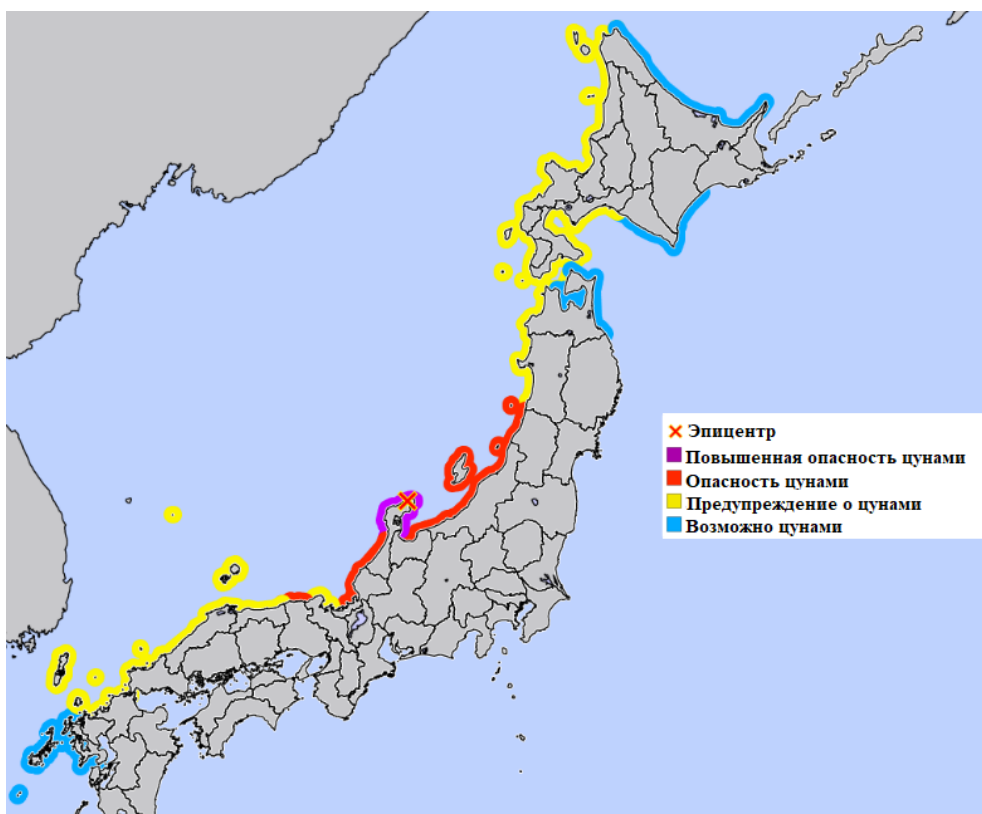 Эпицентр
Повышенная опасность цунами
Опасность цунами
Предупреждение о цунами
Возможно цунами